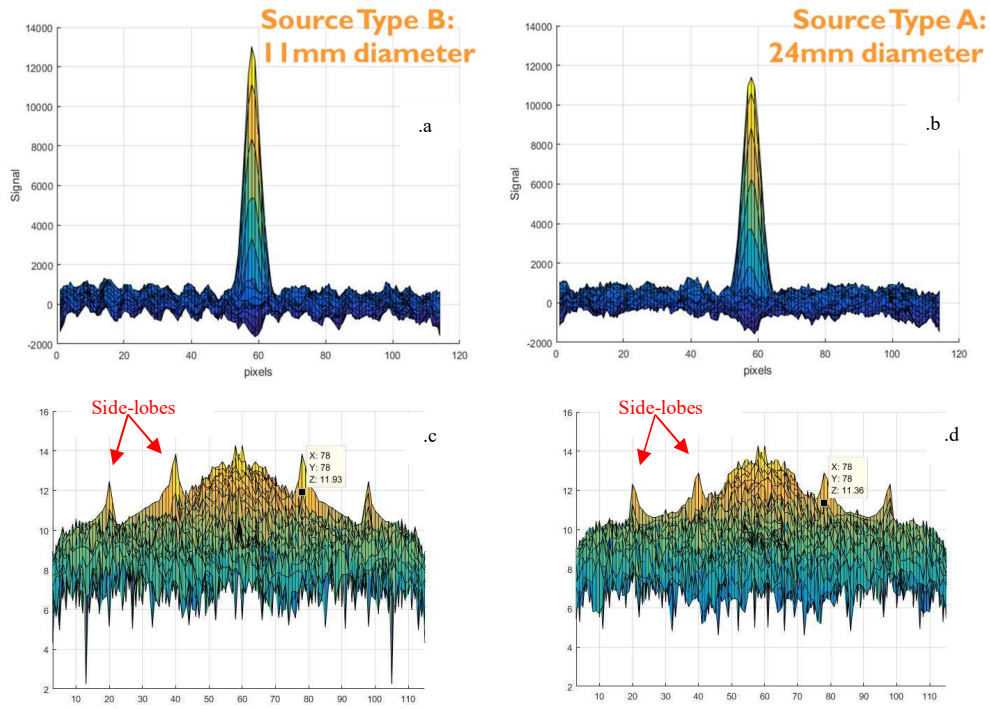 Source Type B:
11mm diameter
14000
12000
10000
8000
6000
4000
2000
0
-2000
Signal
.a
0 20 40 60 80 100 120
pixels
Source Type A:
24mm diameter
14000
12000
10000
8000
6000
4000
2000
0
-2000
Signal
.b
0 20 40 60 80 100 120
pixels
Side-lobes
.c
16
14
12
10
8
6
4
2
X: 78
Y: 78
Z: 11.93
10 20 30 40 50 60 70 80 90 100 110
Side-lobes
.d
16
14
12
10
8
6
4
2
X: 78
Y: 78
Z: 11.36
10 20 30 40 50 60 70 80 90 100 110